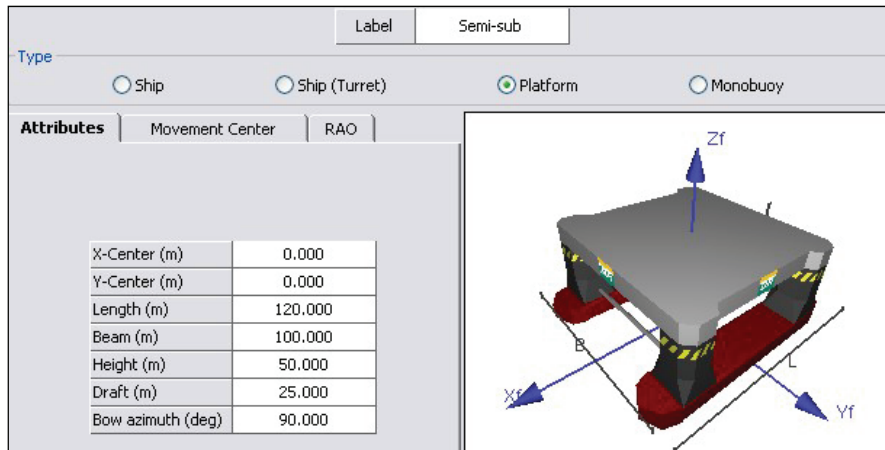 Label Semi-sub
Type
Ship Ship (Turret) Platform Monobuoy
Attributes Movement Center RAO
X-Center (m) 0.000
Y-Center (m) 0.000
Length (m) 120.000
Beam (m) 100.000
Height (m) 50.000
Draft (m) 25.000
Bow azimuth (deg) 90.000
Zf
B
L
Xf
Yf